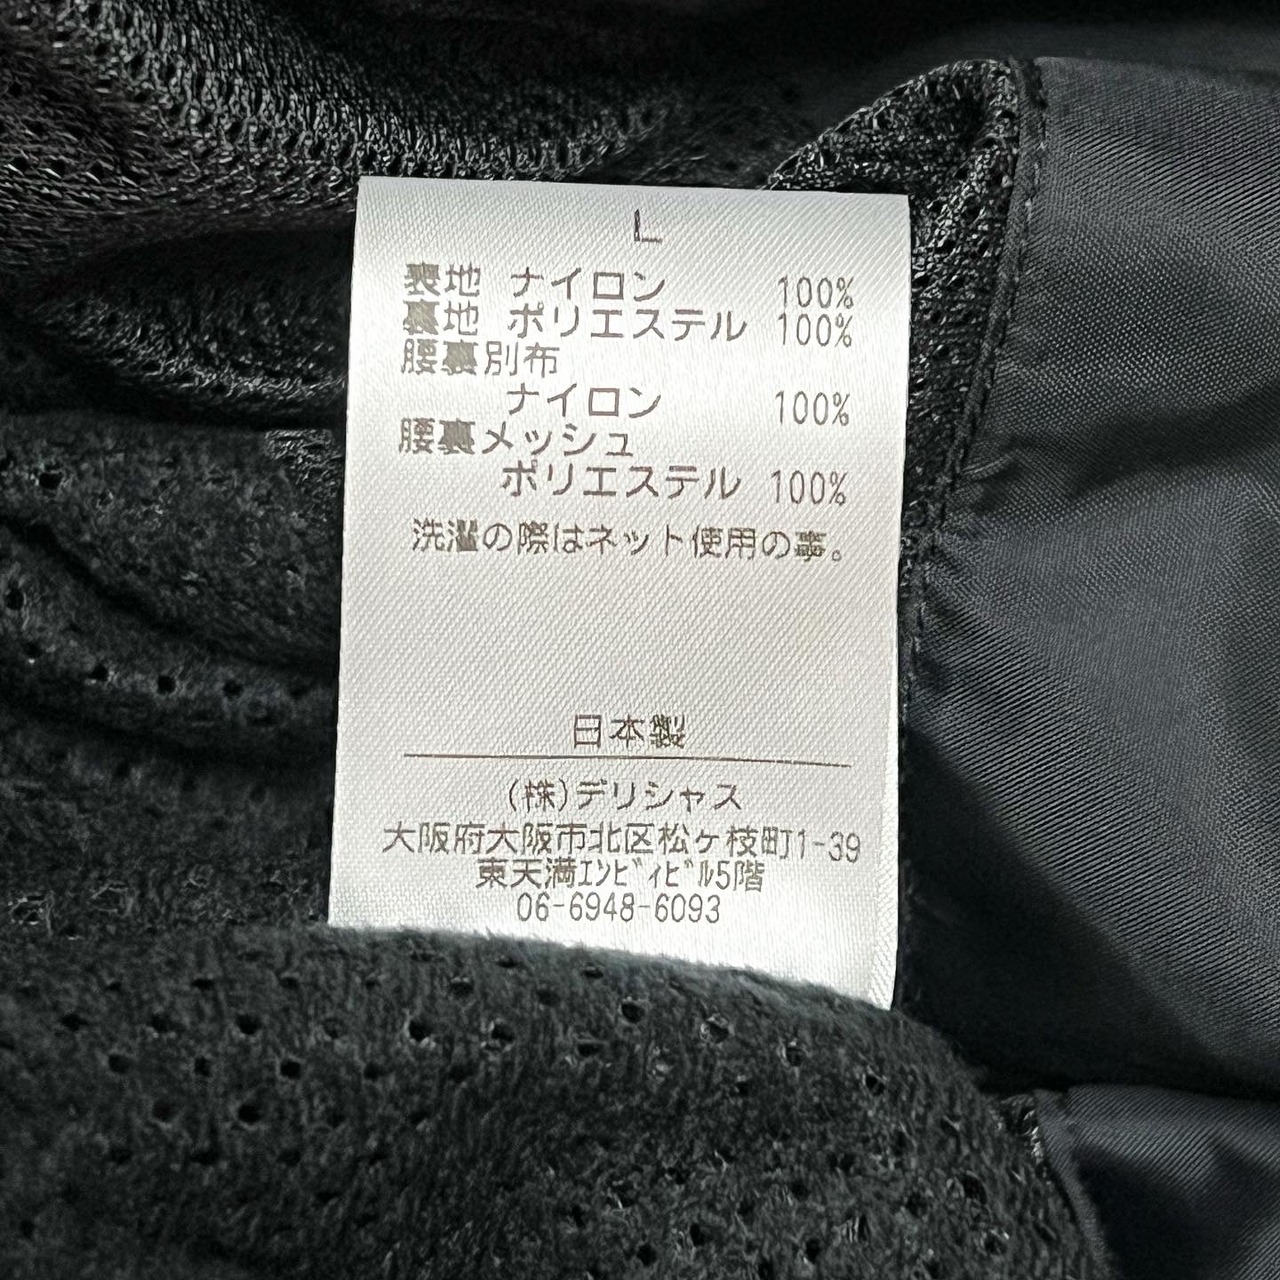 L
表地 ナイロン 100%
裏地 ポリエステル 100%
腰裏別布
ナイロン 100%
腰裏メッシュ
ポリエステル 100%
洗濯の際はネット使用の事。
日本製
(株)デリシャス
大阪府大阪市北区松ヶ枝町1-39
東天満ｴﾝﾋﾞｨﾋﾞﾙ5階
06-6948-6093